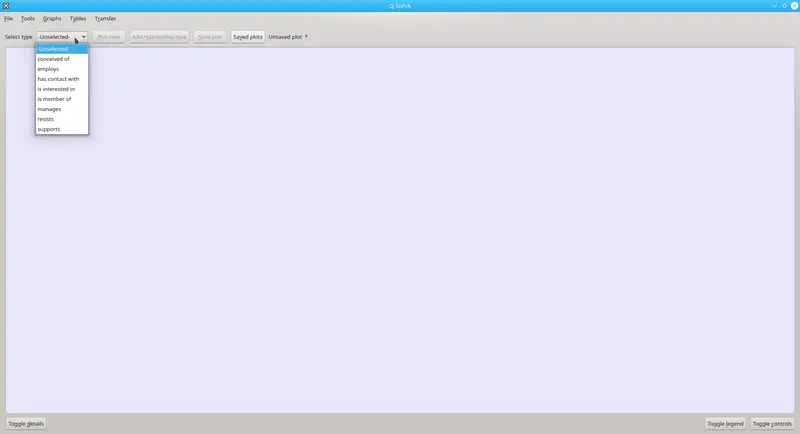 Q-SoPrA
File Tools Graphs Tables Transfer
Select type -Unselected- Plot new Add relationship type Save plot Saved plots Unsaved plot *
-Unselected-
conceived of
employs
has contact with
is interested in
is member of
manages
resists
supports
Toggle details Toggle legend Toggle controls